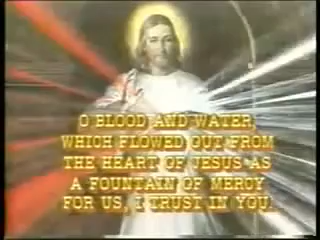 O BLOOD AND WATER,
WHICH FLOWED OUT FROM
THE HEART OF JESUS AS
A FOUNTAIN OF MERCY
FOR US, I TRUST IN YOU.